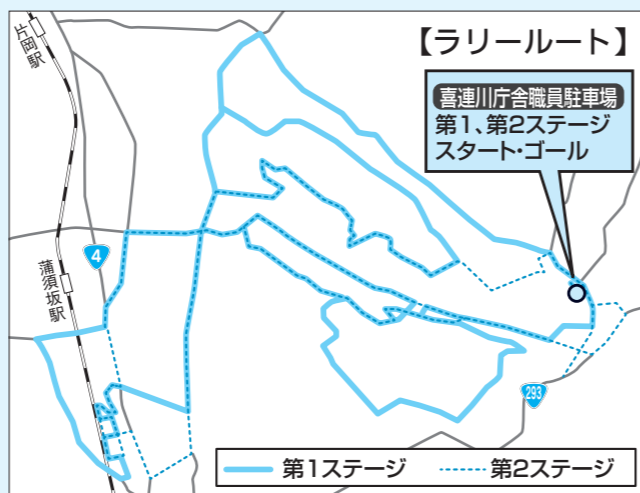 片岡駅
【ラリールート】
喜連川庁舎職員駐車場
第1、第2ステージ
スタート・ゴール
4
蒲須坂駅
293
第1ステージ
第2ステージ